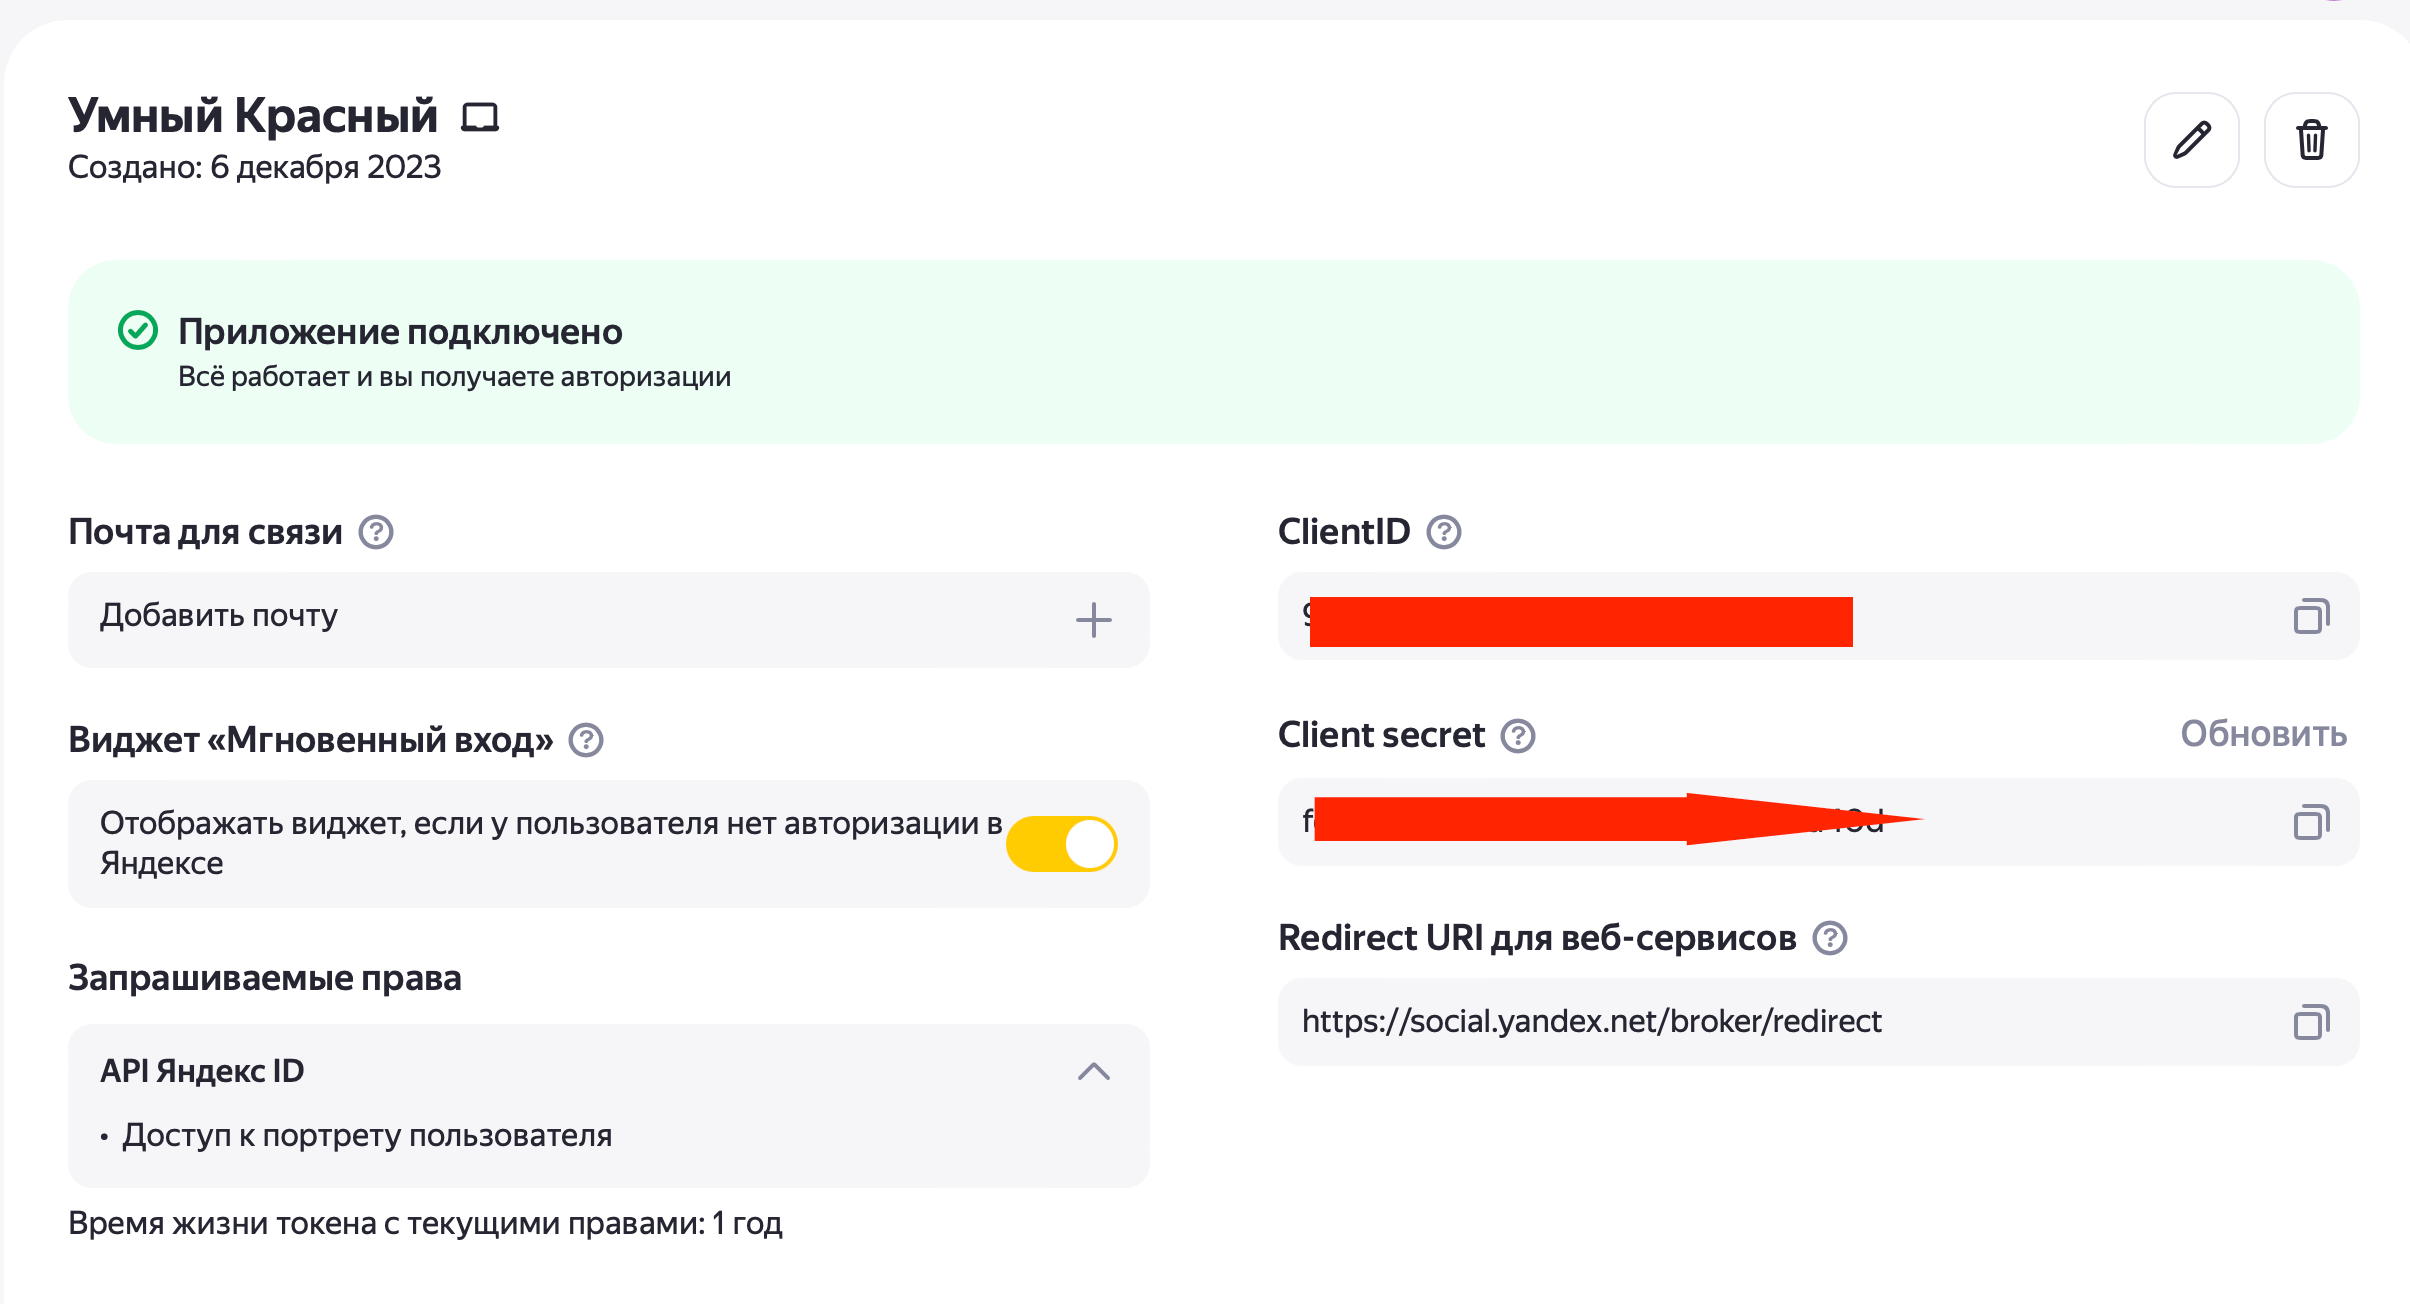 Умный Красный
Создано: 6 декабря 2023
Приложение подключено
Всё работает и вы получаете авторизации
Почта для связи
Добавить почту
Виджет «Мгновенный вход»
Отображать виджет, если у пользователя нет авторизации в
Яндексе
Запрашиваемые права
API Яндекс ID
• Доступ к портрету пользователя
Время жизни токена с текущими правами: 1 год
ClientID
Client secret
Обновить
Redirect URI для веб-сервисов
https://social.yandex.net/broker/redirect